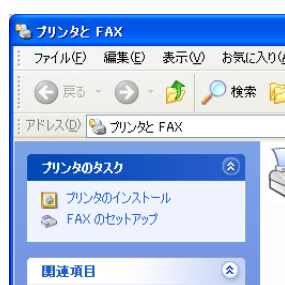 プリンタと FAX
ファイル(F) 編集(E) 表示(V) お気に入り(A
戻る 検索
アドレス(D) プリンタと FAX
プリンタのタスク
プリンタのインストール
FAX のセットアップ
関連項目